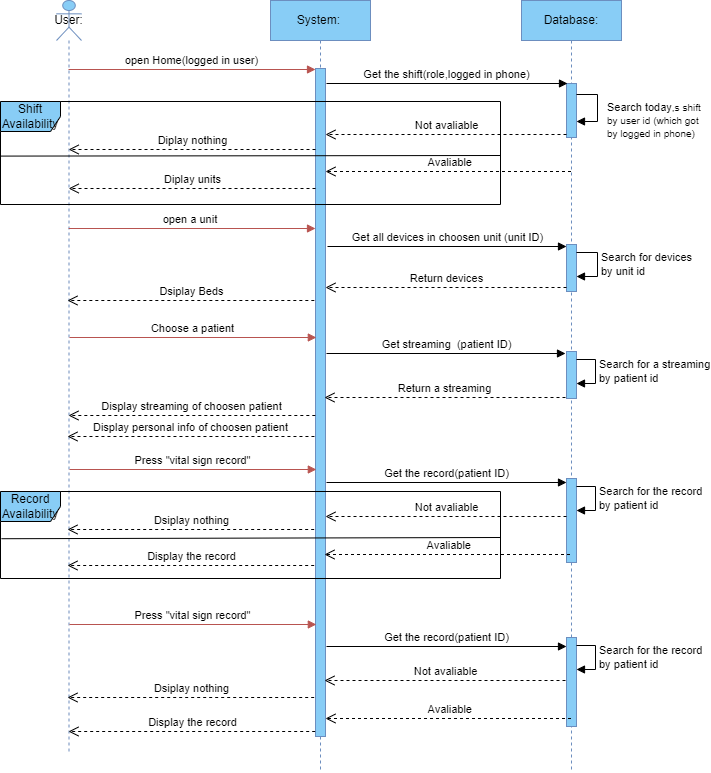 User:
System:
Database:
open Home(logged in user)
Get the shift(role,logged in phone)
Search today,s shift
by user id (which got
by logged in phone)
Shift
Availability
Not avaliable
Diplay nothing
Avaliable
Diplay units
open a unit
Get all devices in choosen unit (unit ID)
Search for devices
by unit id
Return devices
Dsiplay Beds
Choose a patient
Get streaming (patient ID)
Search for a streaming
by patient id
Return a streaming
Display streaming of choosen patient
Display personal info of choosen patient
Press "vital sign record"
Get the record(patient ID)
Search for the record
by patient id
Record
Availability
Not avaliable
Dsiplay nothing
Avaliable
Display the record
Press "vital sign record"
Get the record(patient ID)
Search for the record
by patient id
Not avaliable
Dsiplay nothing
Avaliable
Display the record